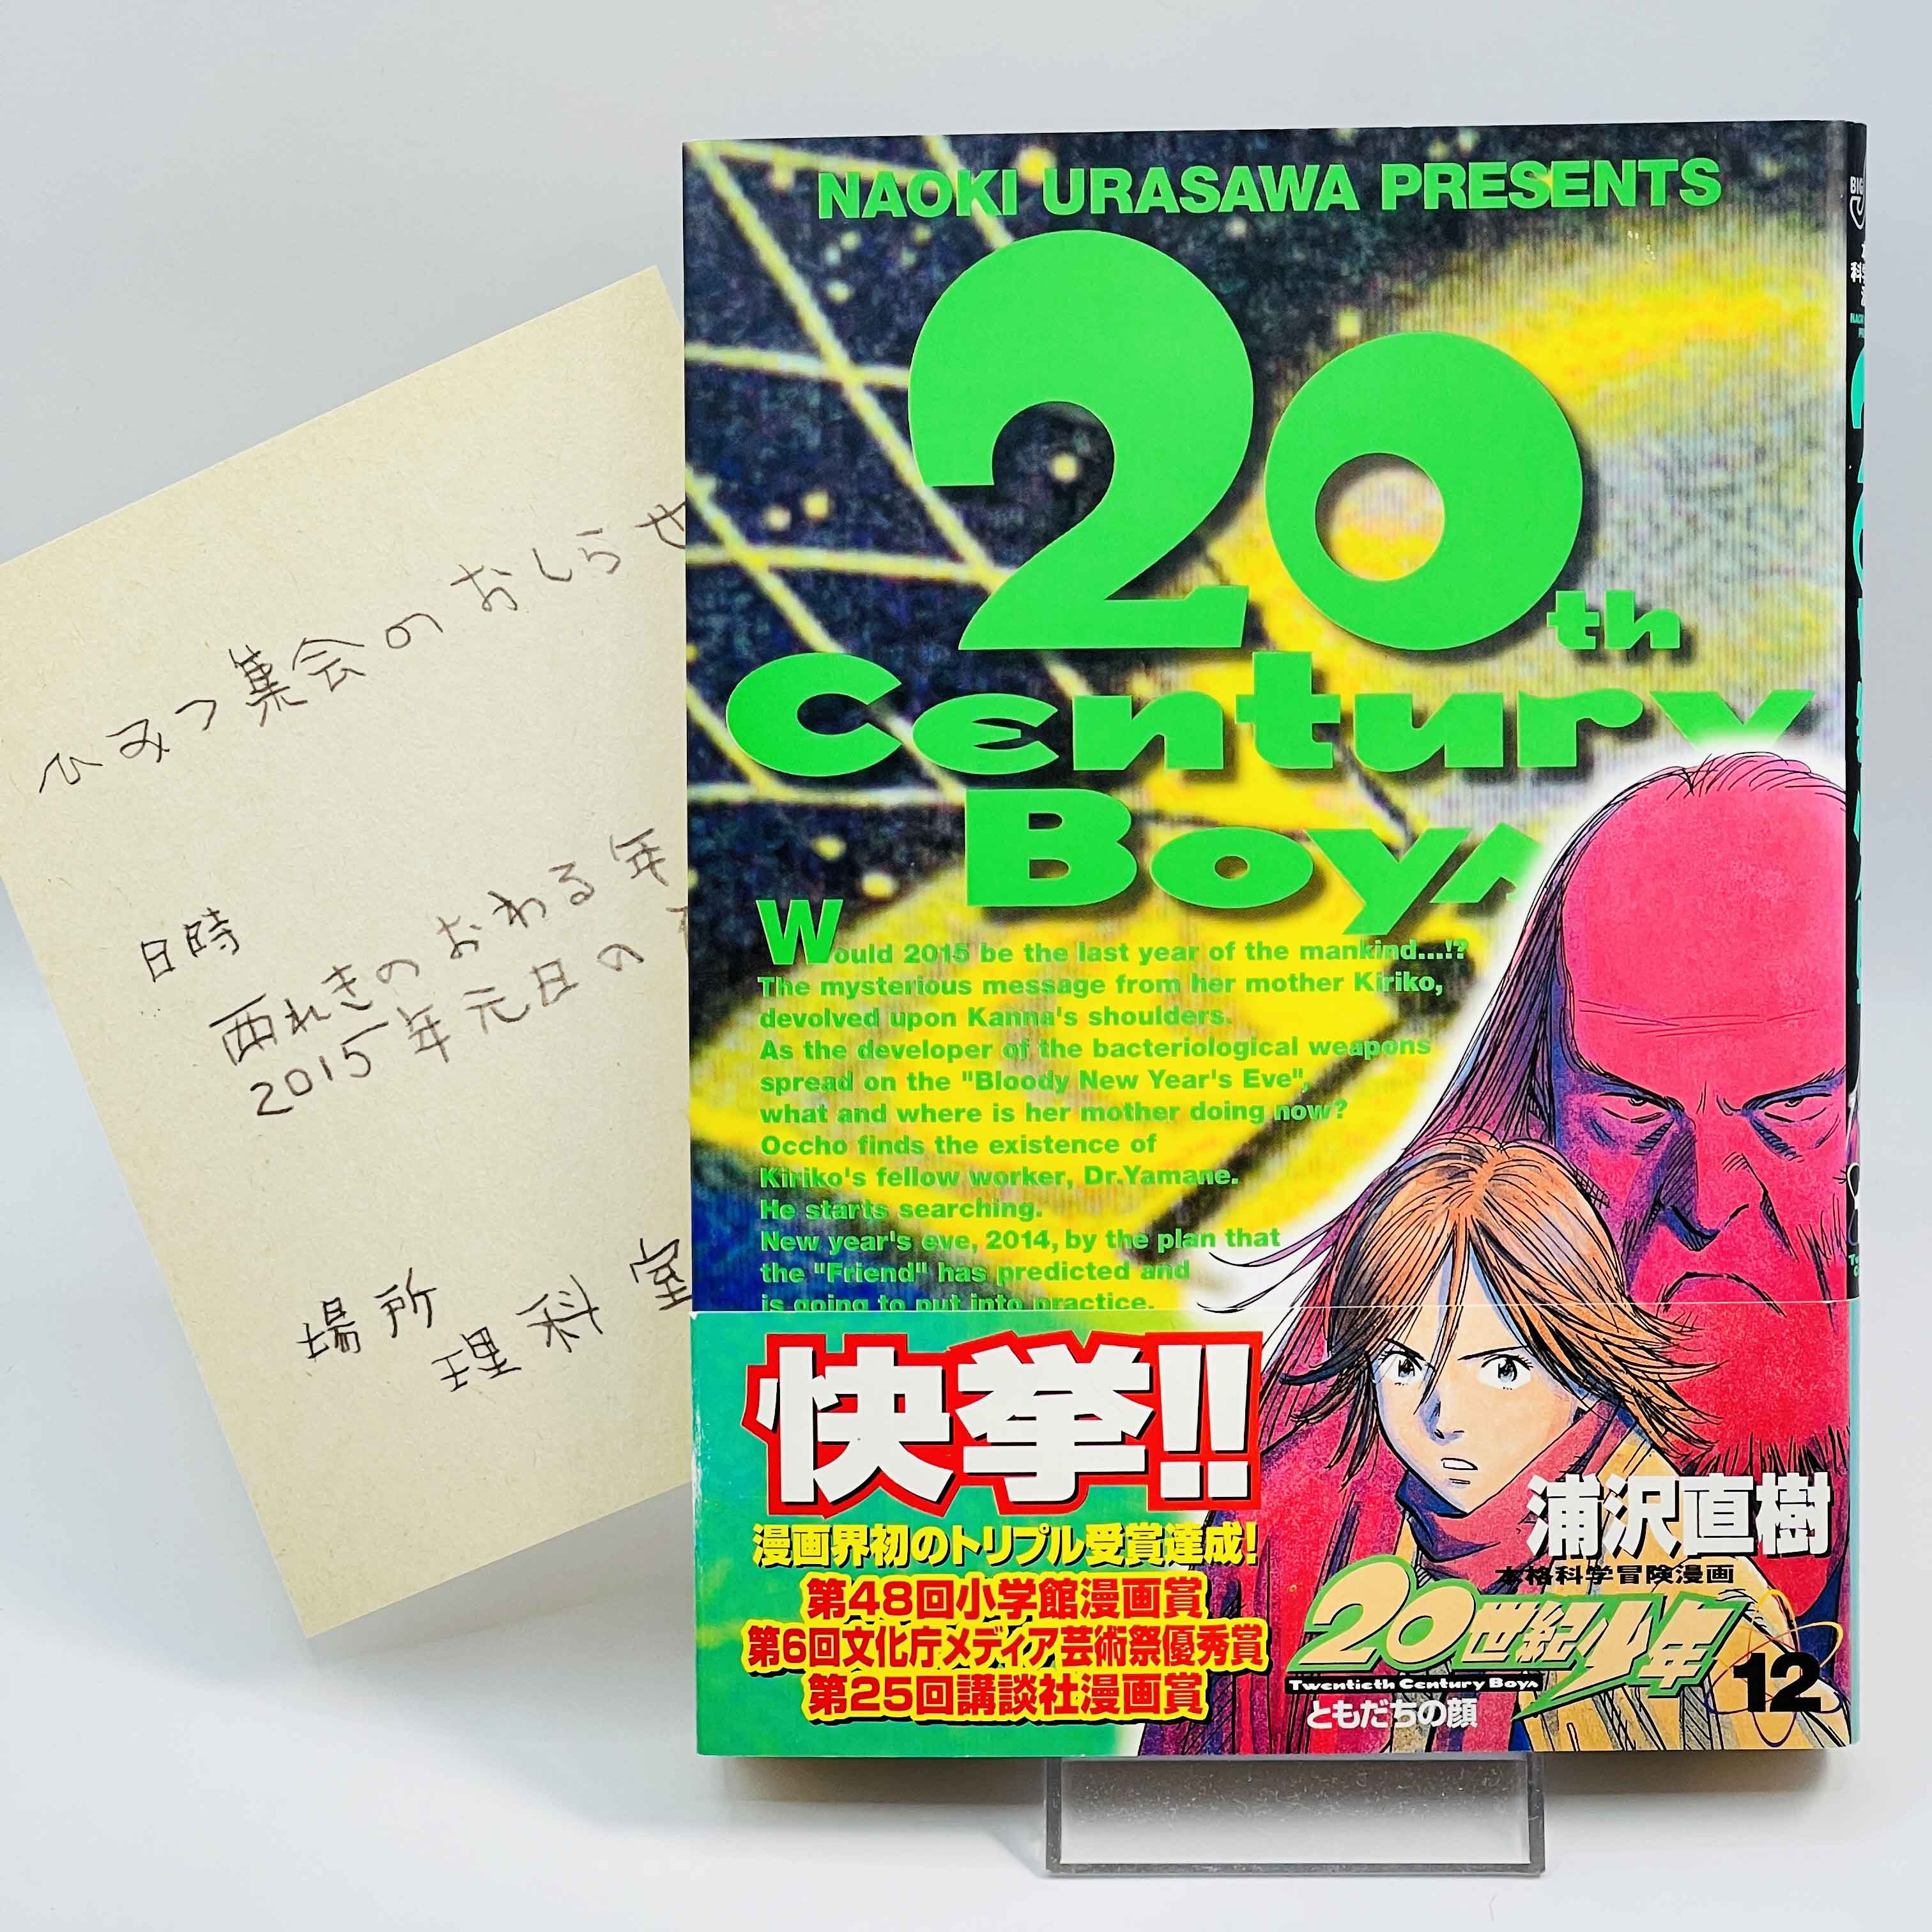 ひみつ集会のおしらせ
日時
西れきのおわる年
2015年元日の
場所
理科室
NAOKI URASAWA PRESENTS
20th
Century
Boys
Would 2015 be the last year of the mankind...!?
The mysterious message from her mother Kiriko,
devolved upon Kanna's shoulders.
As the developer of the bacteriological weapons
spread on the "Bloody New Year's Eve",
what and where is her mother doing now?
Occho finds the existence of
Kiriko's fellow worker, Dr.Yamane.
He starts searching.
New year's eve, 2014, by the plan that
the "Friend" has predicted and
is going to put into practice.
快挙!!
漫画界初のトリプル受賞達成!
第48回小学館漫画賞
第6回文化庁メディア芸術祭優秀賞
第25回講談社漫画賞
浦沢直樹
本格科学冒険漫画
20世紀少年
Twentieth Century Boys
12
ともだちの顔